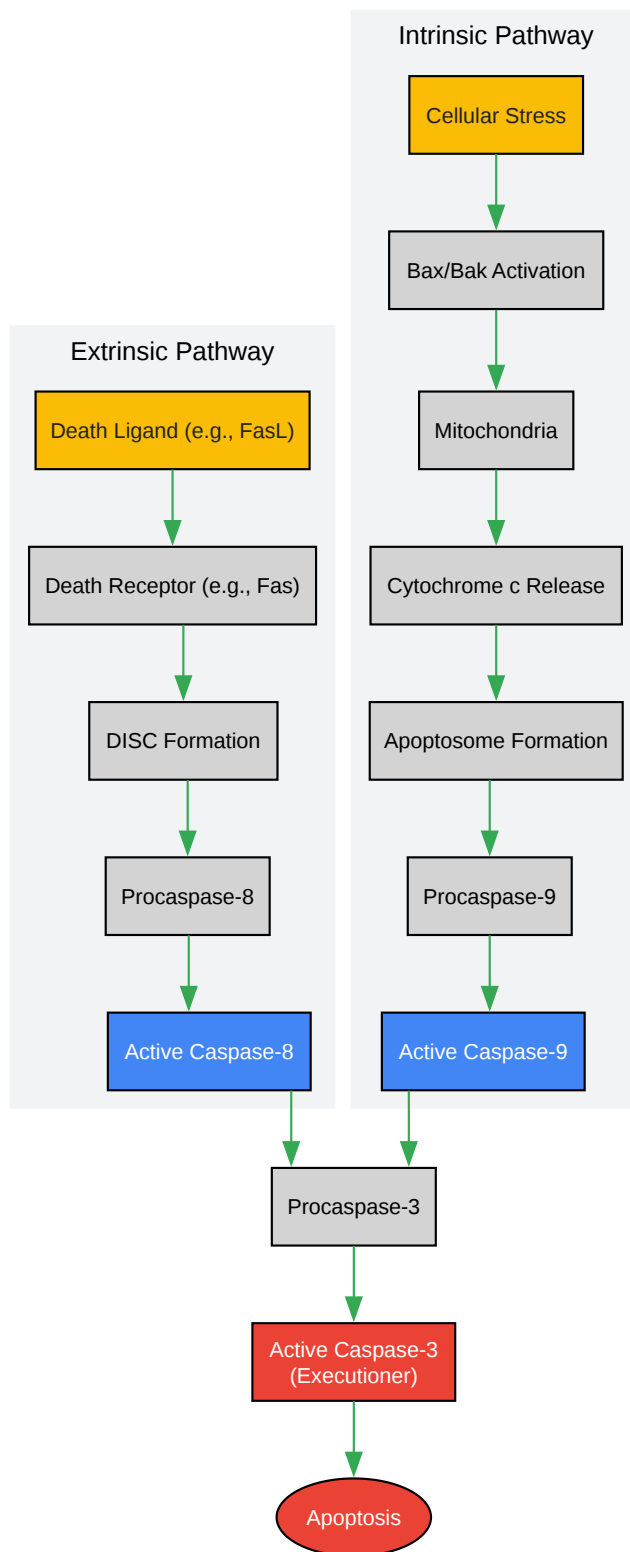 Intrinsic Pathway
Cellular Stress
Bax/Bak Activation
Mitochondria
Cytochrome c Release
Apoptosome Formation
Procaspase-9
Active Caspase-9
Extrinsic Pathway
Death Ligand (e.g., FasL)
Death Receptor (e.g., Fas)
DISC Formation
Procaspase-8
Active Caspase-8
Procaspase-3
Active Caspase-3
(Executioner)
Apoptosis